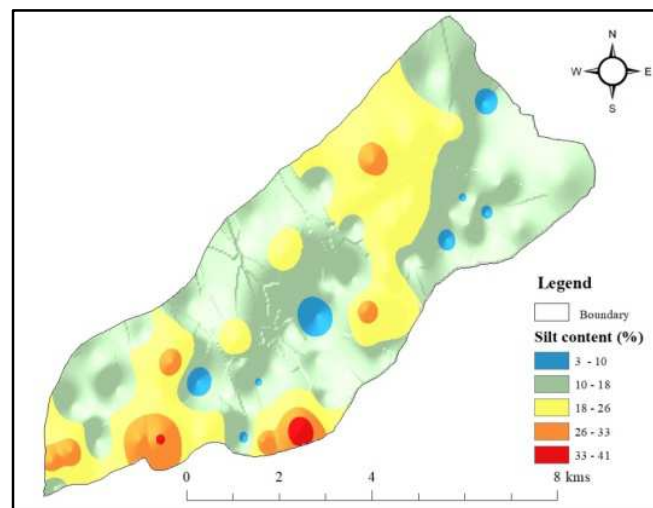 N
W E
S
Legend
Boundary
Silt content (%)
3 - 10
10 - 18
18 - 26
26 - 33
33 - 41
0 2 4 8 kms